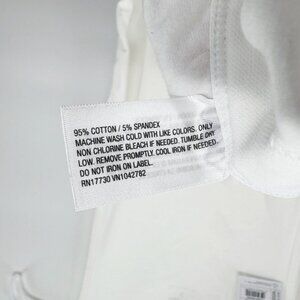 95% COTTON / 5% SPANDEX
MACHINE WASH COLD WITH LIKE COLORS. ONLY
NON CHLORINE BLEACH IF NEEDED. TUMBLE DRY
LOW. REMOVE PROMPTLY. COOL IRON IF NEEDED.
DO NOT IRON ON LABEL.
RN17730 VN1042782